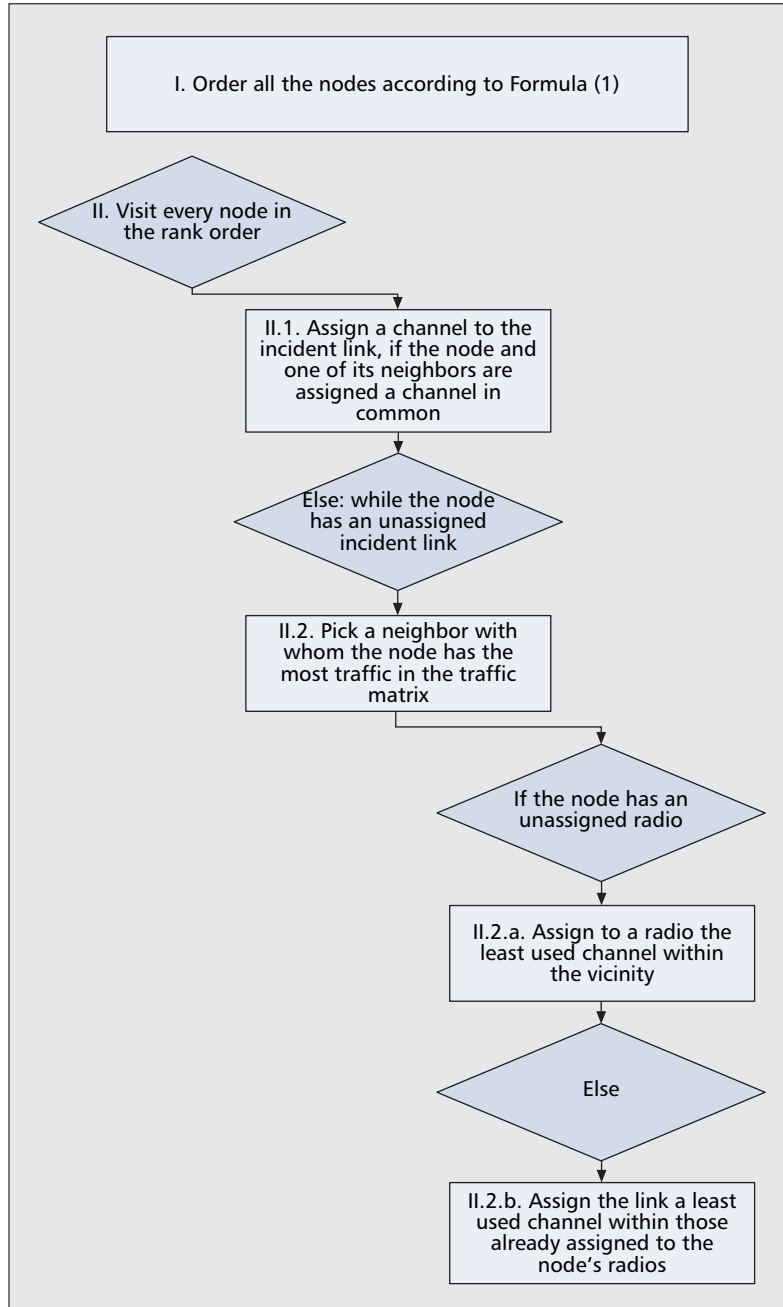 I. Order all the nodes according to Formula (1)
II. Visit every node in
the rank order
II.1. Assign a channel to the
incident link, if the node and
one of its neighbors are
assigned a channel in
common
Else: while the node
has an unassigned
incident link
II.2. Pick a neighbor with
whom the node has the
most traffic in the traffic
matrix
If the node has an
unassigned radio
II.2.a. Assign to a radio the
least used channel within
the vicinity
Else
II.2.b. Assign the link a least
used channel within those
already assigned to the
node’s radios